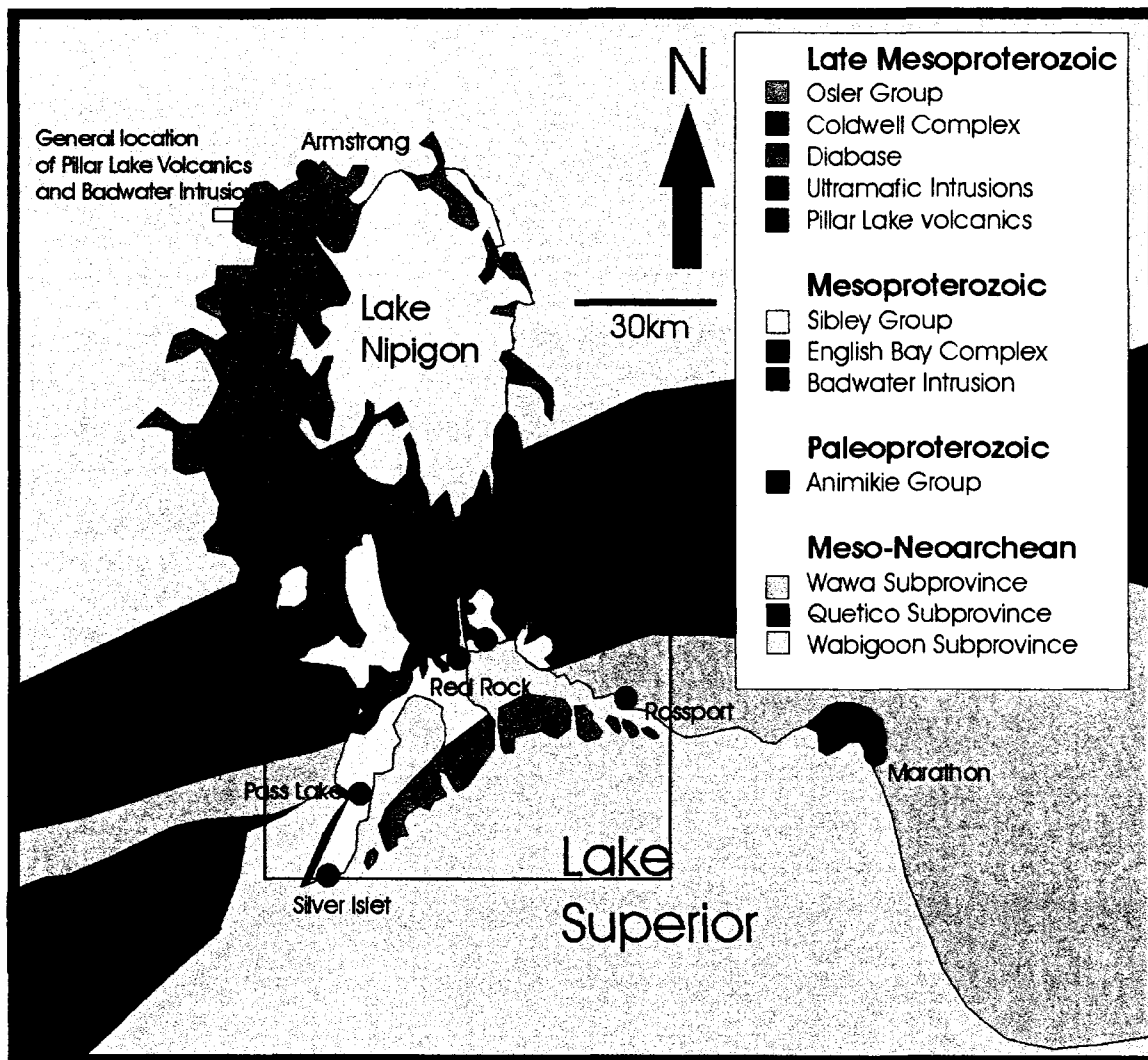 General location
of Pillar Lake Volcanics
and Badwater Intrusion
Armstrong
N
30km
Lake
Nipigon
Red Rock
Rossport
Marathon
Pass Lake
Silver Islet
Lake
Superior
Late Mesoproterozoic
Osler Group
Coldwell Complex
Diabase
Ultramafic Intrusions
Pillar Lake volcanics
Mesoproterozoic
Sibley Group
English Bay Complex
Badwater Intrusion
Paleoproterozoic
Animikie Group
Meso-Neoarchean
Wawa Subprovince
Quetico Subprovince
Wabigoon Subprovince